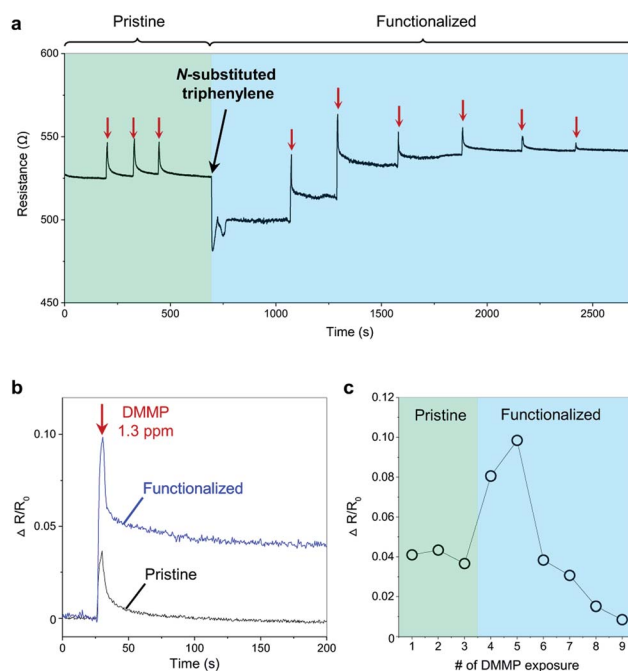 Pristine
Functionalized
a
600
550
500
450
Resistance (Ω)
N-substituted
triphenylene
0
500
1000
1500
2000
2500
Time (s)
b
DMMP
1.3 ppm
Functionalized
Pristine
0.10
0.05
0
Δ R/R0
0
50
100
150
200
Time (s)
c
Pristine
Functionalized
0.12
0.10
0.08
0.06
0.04
0.02
0.00
Δ R/R0
1
2
3
4
5
6
7
8
9
# of DMMP exposure